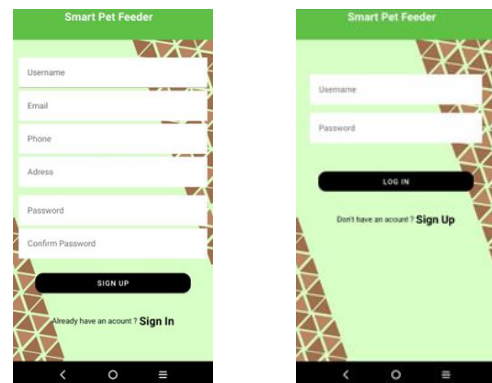 Smart Pet Feeder
Username
Email
Phone
Adress
Password
Confirm Password
SIGN UP
Already have an acount ? Sign In
Smart Pet Feeder
Username
Password
LOG IN
Don't have an acount ? Sign Up